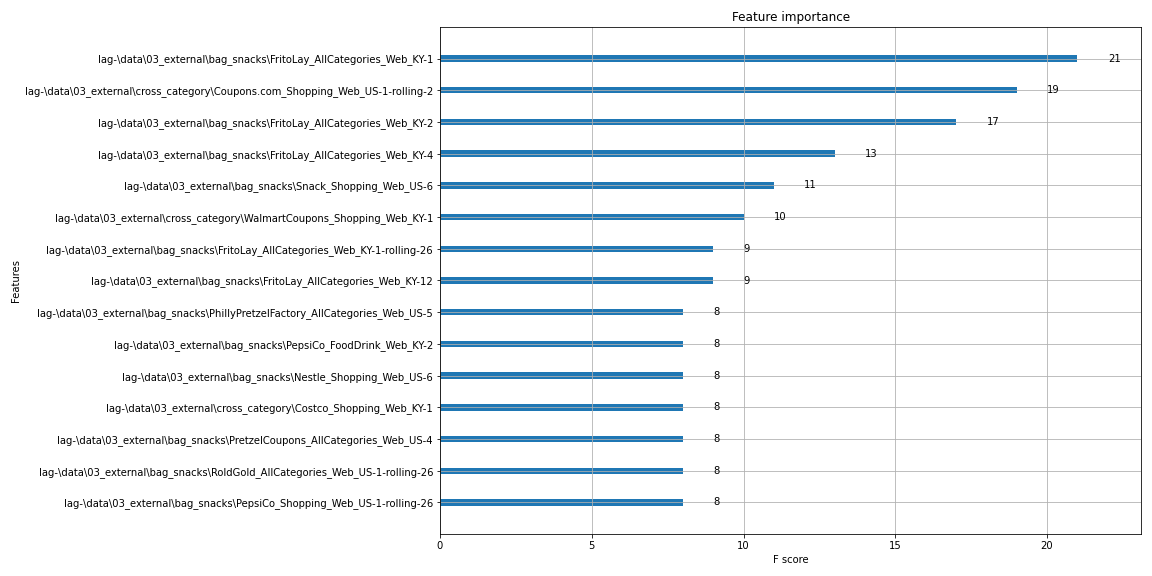 Feature importance
lag-\data\03_external\bag_snacks\FritoLay_AllCategories_Web_KY-1 21
lag-\data\03_external\cross_category\Coupons.com_Shopping_Web_US-1-rolling-2 19
lag-\data\03_external\bag_snacks\FritoLay_AllCategories_Web_KY-2 17
lag-\data\03_external\bag_snacks\FritoLay_AllCategories_Web_KY-4 13
lag-\data\03_external\bag_snacks\Snack_Shopping_Web_US-6 11
lag-\data\03_external\cross_category\WalmartCoupons_Shopping_Web_KY-1 10
lag-\data\03_external\bag_snacks\FritoLay_AllCategories_Web_KY-1-rolling-26 9
lag-\data\03_external\bag_snacks\FritoLay_AllCategories_Web_KY-12 9
lag-\data\03_external\bag_snacks\PhillyPretzelFactory_AllCategories_Web_US-5 8
lag-\data\03_external\bag_snacks\PepsiCo_FoodDrink_Web_KY-2 8
lag-\data\03_external\bag_snacks\Nestle_Shopping_Web_US-6 8
lag-\data\03_external\cross_category\Costco_Shopping_Web_KY-1 8
lag-\data\03_external\bag_snacks\PretzelCoupons_AllCategories_Web_US-4 8
lag-\data\03_external\bag_snacks\RoldGold_AllCategories_Web_US-1-rolling-26 8
lag-\data\03_external\bag_snacks\PepsiCo_Shopping_Web_US-1-rolling-26 8
Features
0 5 10 15 20
F score